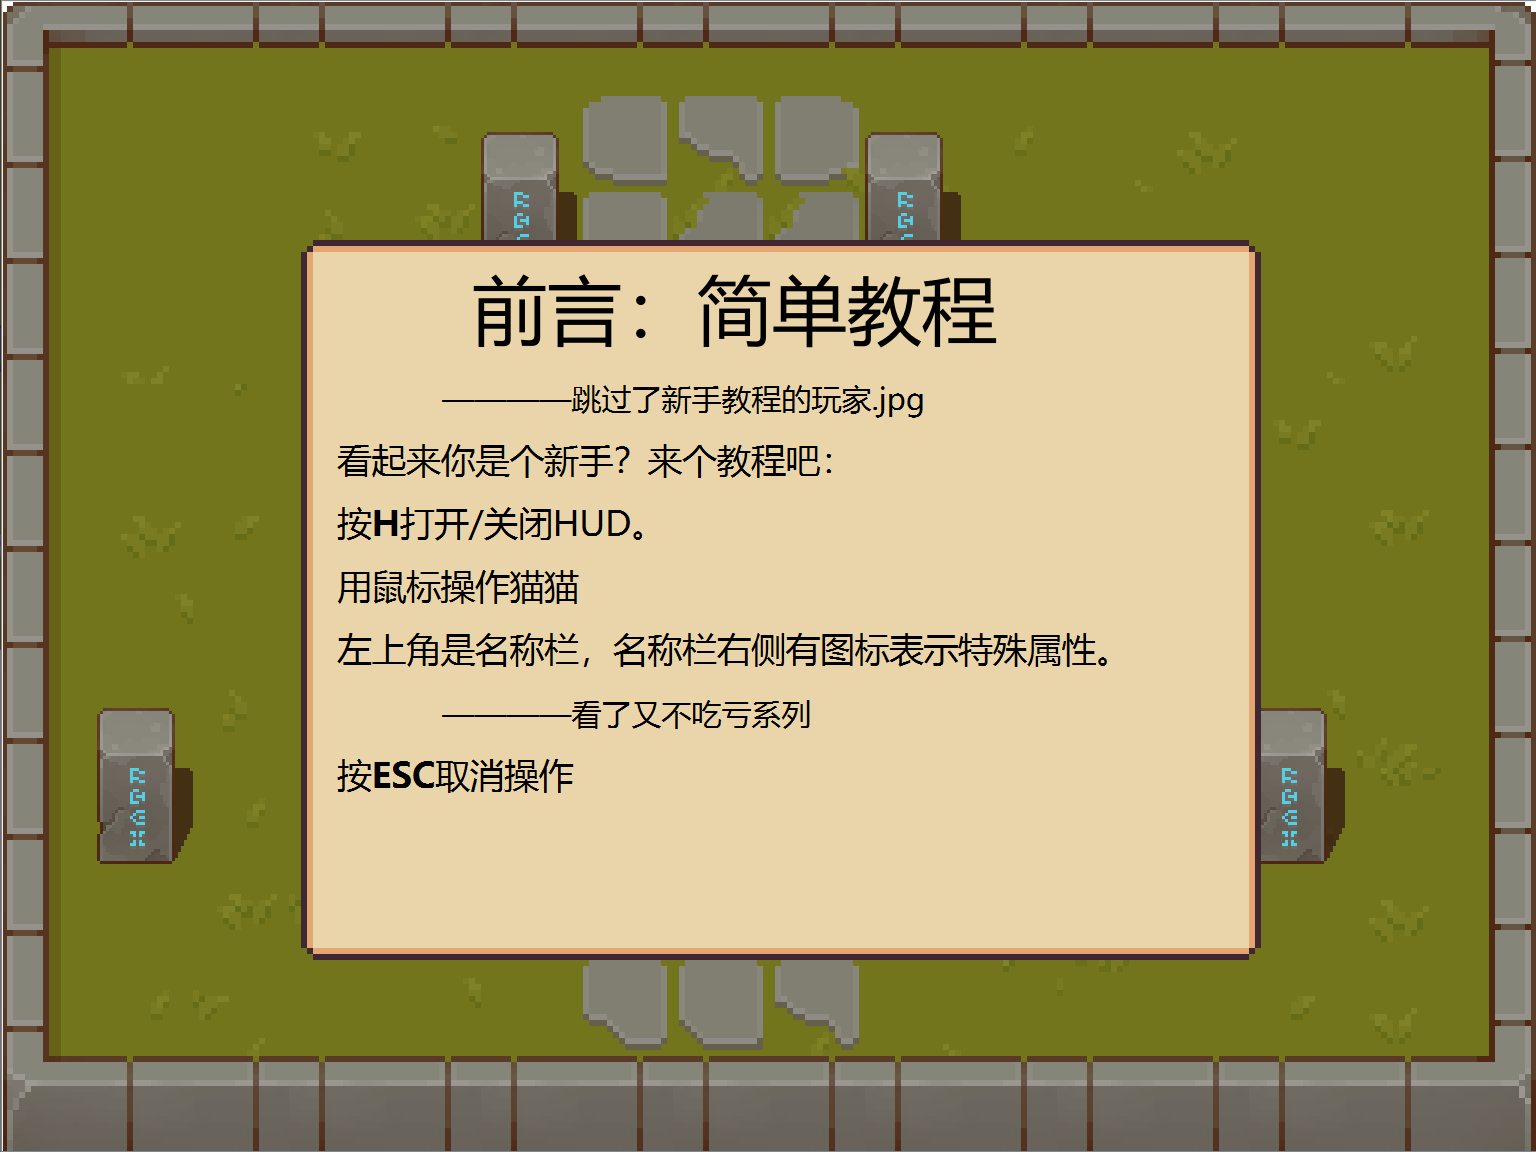 前言：简单教程
————跳过了新手教程的玩家.jpg
看起来你是个新手？来个教程吧：
按H打开/关闭HUD。
用鼠标操作猫猫
左上角是名称栏，名称栏右侧有图标表示特殊属性。
————看了又不吃亏系列
按ESC取消操作